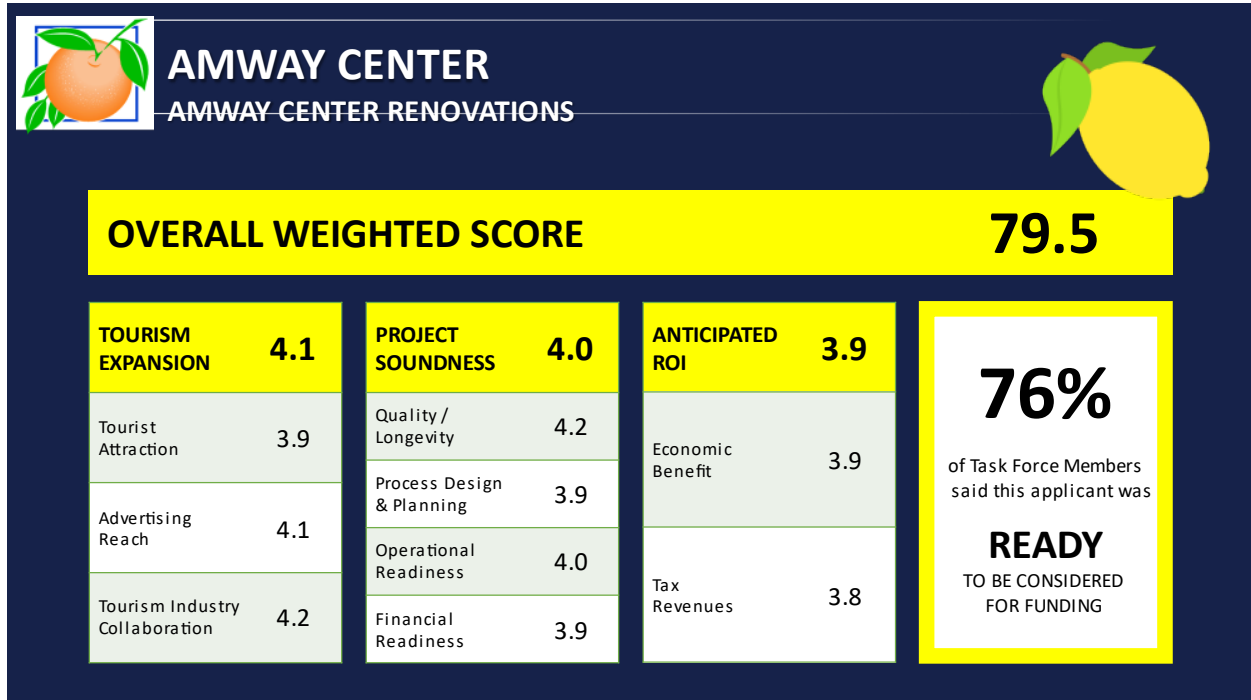 AMWAY CENTER
AMWAY CENTER RENOVATIONS
OVERALL WEIGHTED SCORE 79.5
TOURISM
EXPANSION
4.1
Tourist
Attraction
3.9
Advertising
Reach
4.1
Tourism Industry
Collaboration
4.2
PROJECT
SOUNDNESS
4.0
Quality /
Longevity
4.2
Process Design
& Planning
3.9
Operational
Readiness
4.0
Financial
Readiness
3.9
ANTICIPATED
ROI
3.9
Economic
Benefit
3.9
Tax
Revenues
3.8
76%
of Task Force Members
said this applicant was
READY
TO BE CONSIDERED
FOR FUNDING